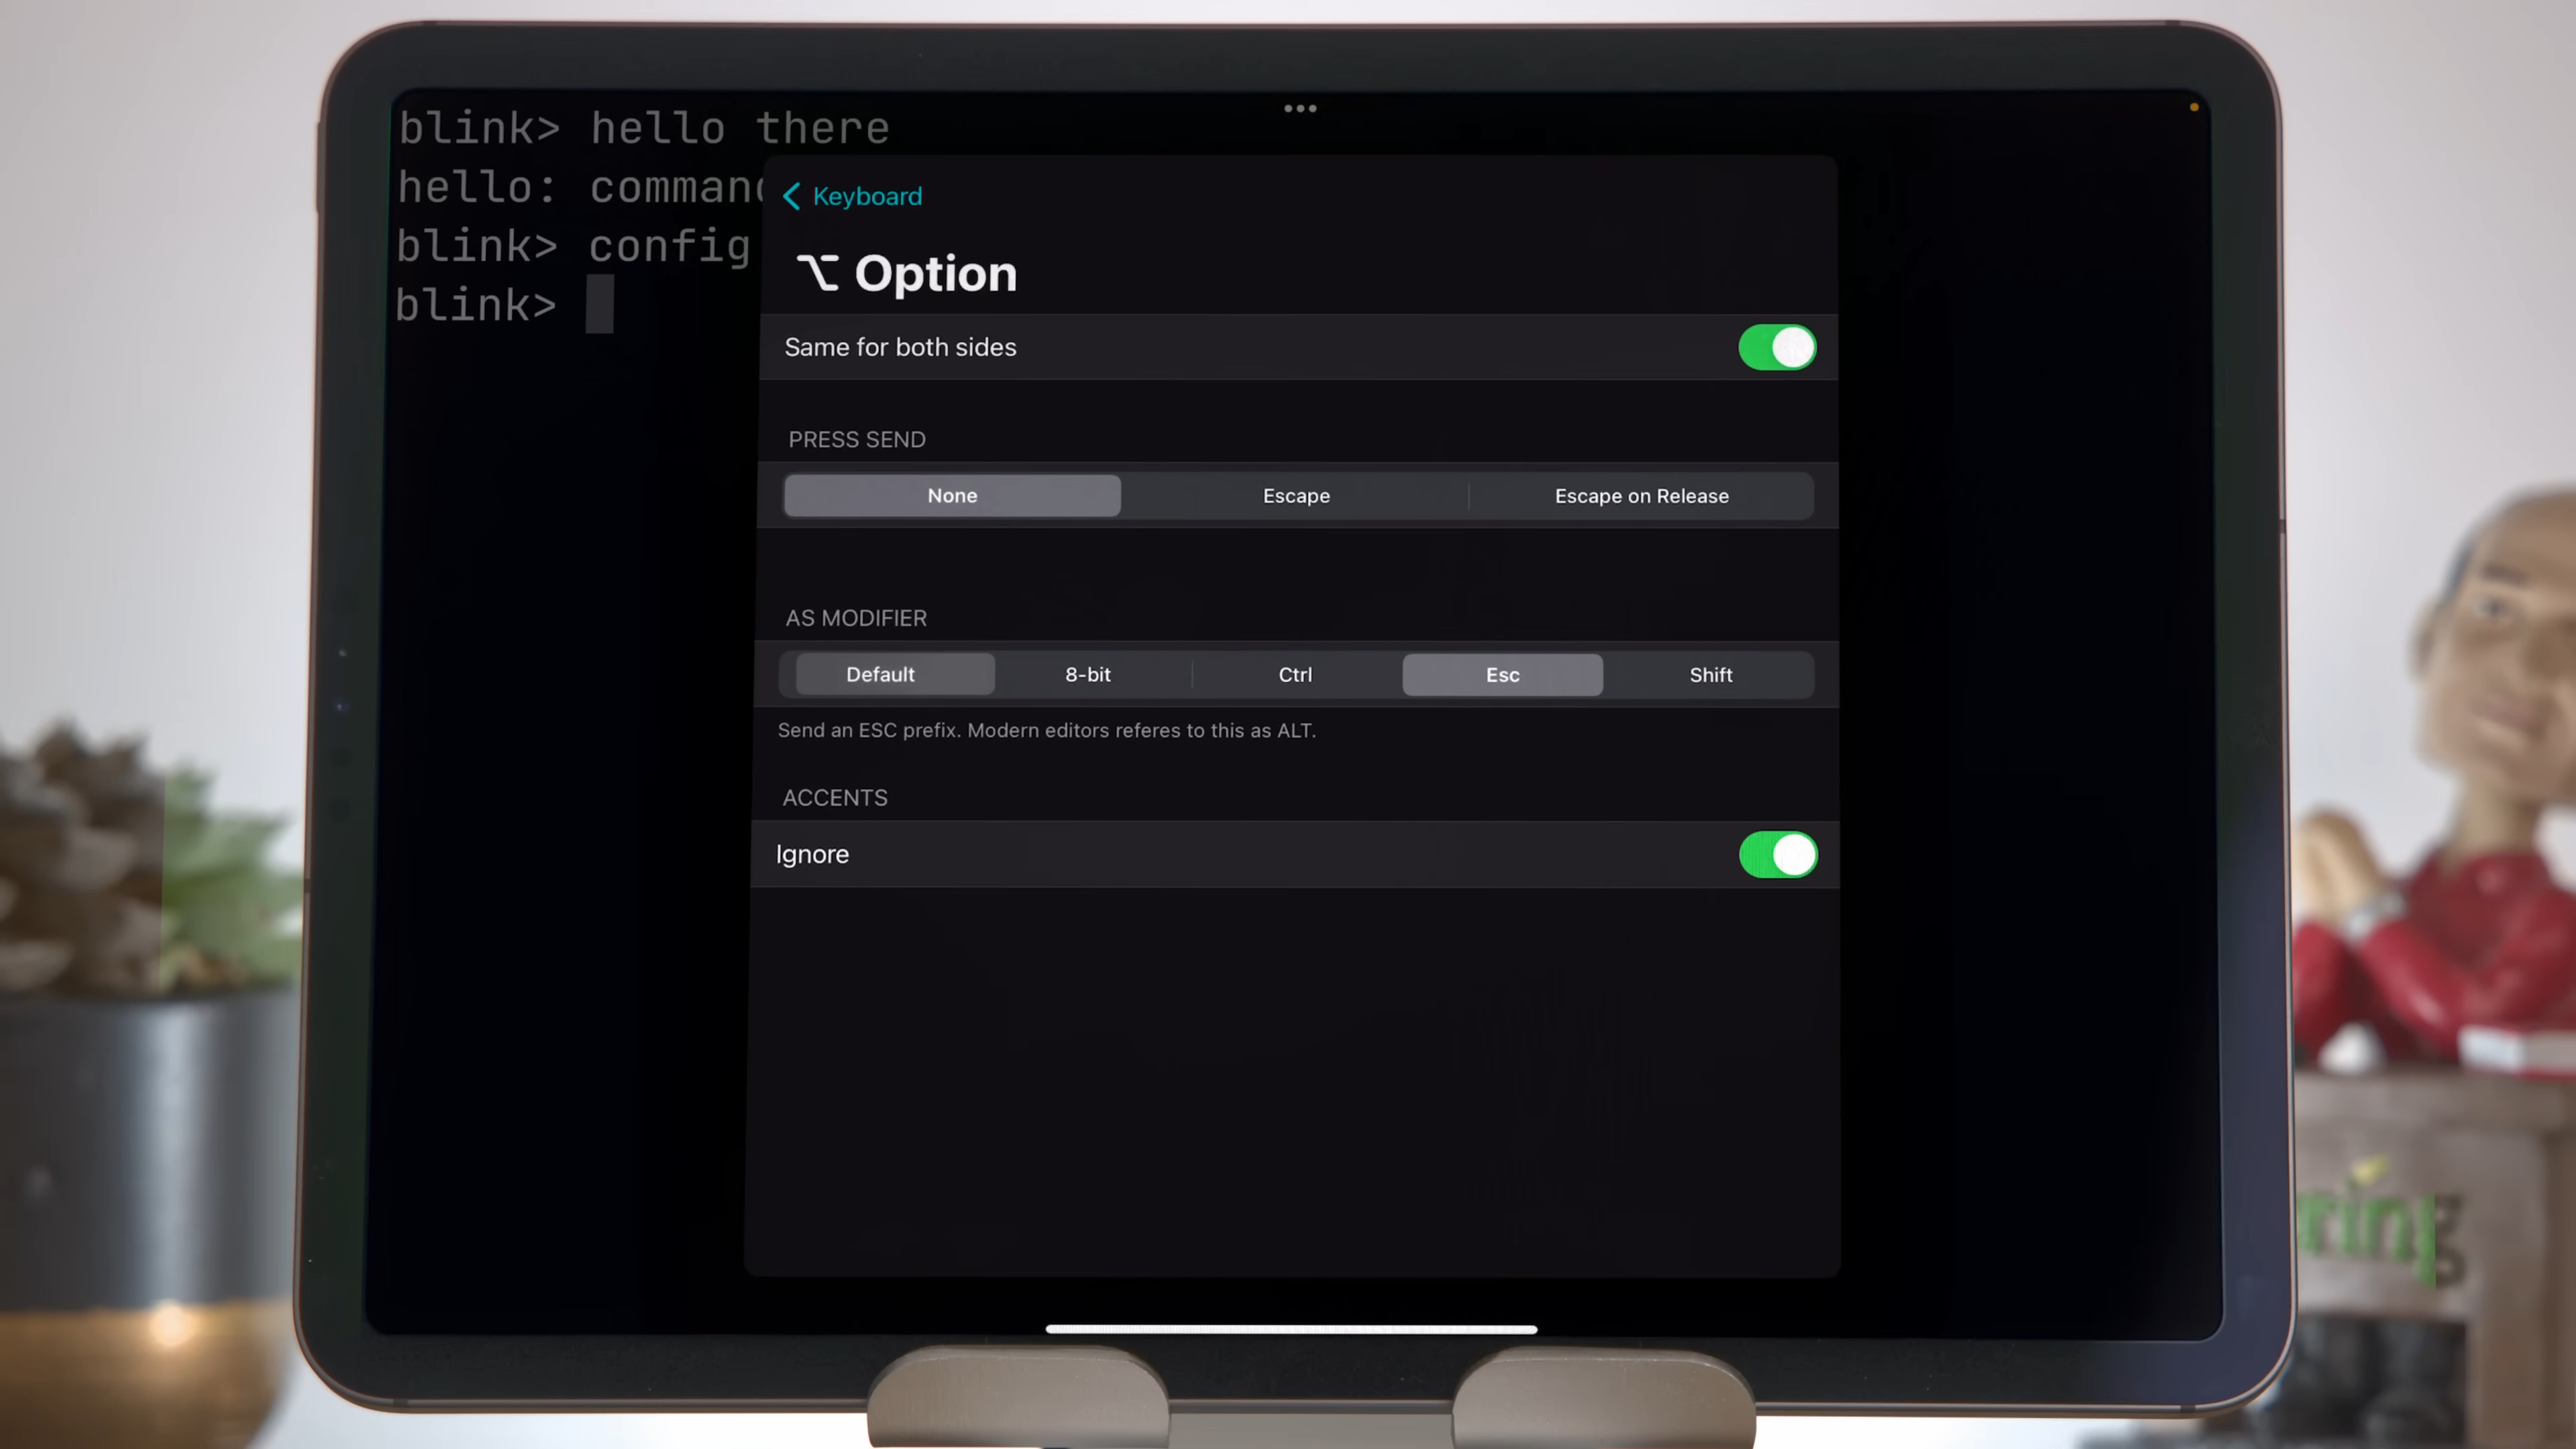 blink> hello there
hello: comman
blink> config
blink>
Keyboard
⌥ Option
Same for both sides
PRESS SEND
None Escape Escape on Release
AS MODIFIER
Default 8-bit Ctrl Esc Shift
Send an ESC prefix. Modern editors referes to this as ALT.
ACCENTS
Ignore
ring